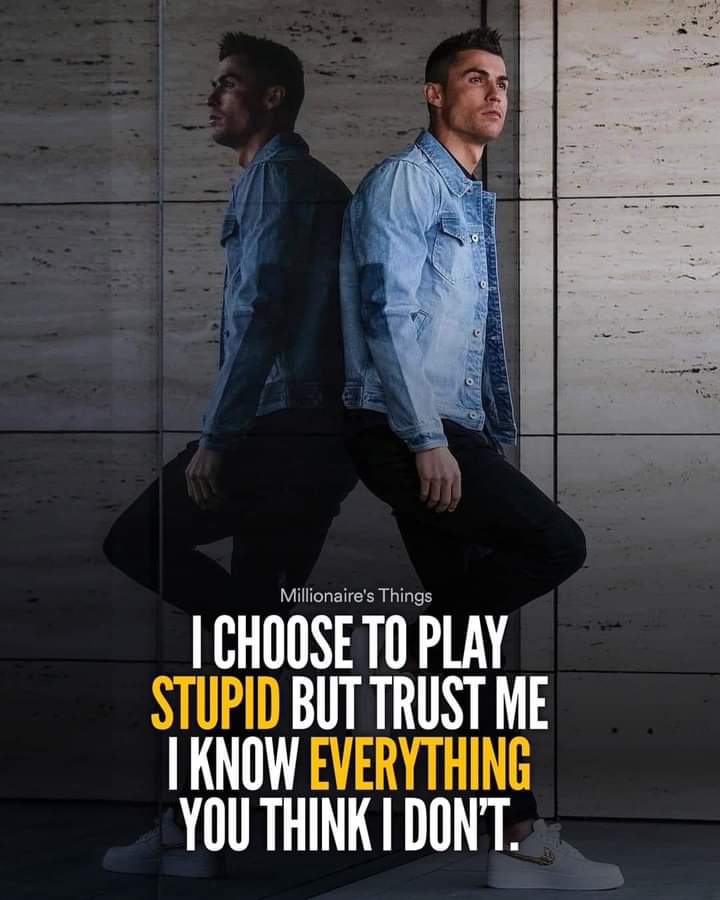 Millionaire's Things
I CHOOSE TO PLAY
STUPID BUT TRUST ME
I KNOW EVERYTHING
YOU THINK I DON'T.